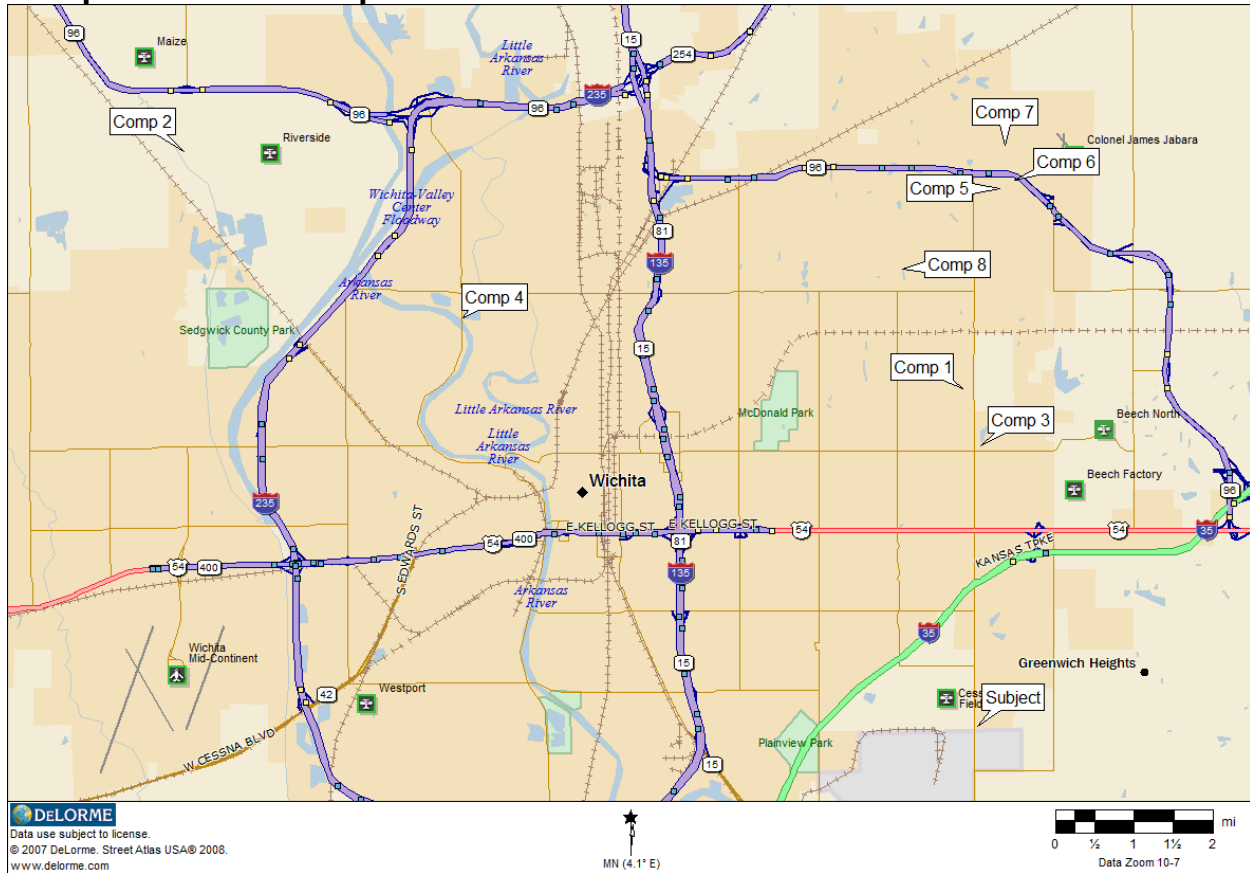 96
Maize
Little
Arkansas
River
15
254
235
96
96
Comp 2
Riverside
Comp 7
Colonel James Jabara
96
Comp 6
Comp 5
Wichita-Valley
Center
Floodway
81
135
Comp 8
Arkansas
River
Comp 4
Sedgwick County Park
15
Comp 1
McDonald Park
Little Arkansas River
Little
Arkansas
River
Beech North
Comp 3
Wichita
Beech Factory
96
235
S EDWARDS ST
E KELLOGG ST
E KELLOGG ST
54
54
35
54
400
81
KANSAS TPKE
54
400
135
Arkansas
River
35
Wichita
Mid-Continent
15
Greenwich Heights
42
Westport
Cess
Field
Subject
W CESSNA BLVD
Plainview Park
15
DELORME
Data use subject to license.
© 2007 DeLorme. Street Atlas USA® 2008.
www.delorme.com
MN (4.1° E)
mi
0 ½ 1 1½ 2
Data Zoom 10-7